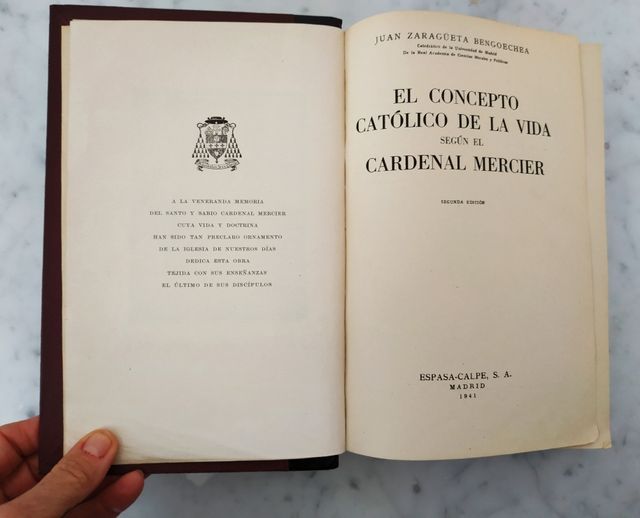 A LA VENERANDA MEMORIA
DEL SANTO Y SABIO CARDENAL MERCIER
CUYA VIDA Y DOCTRINA
HAN SIDO TAN PRECLARO ORNAMENTO
DE LA IGLESIA DE NUESTROS DÍAS
DEDICA ESTA OBRA
TEJIDA CON SUS ENSEÑANZAS
EL ÚLTIMO DE SUS DISCÍPULOS
JUAN ZARAGÜETA BENGOECHEA
Catedrático de la Universidad de Madrid
De la Real Academia de Ciencias Morales y Políticas
EL CONCEPTO
CATÓLICO DE LA VIDA
SEGÚN EL
CARDENAL MERCIER
SEGUNDA EDICIÓN
ESPASA-CALPE, S. A.
MADRID
1941